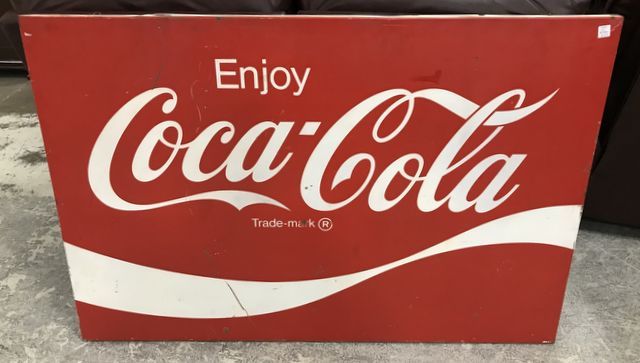 Enjoy
Coca-Cola
Trade-mark ®